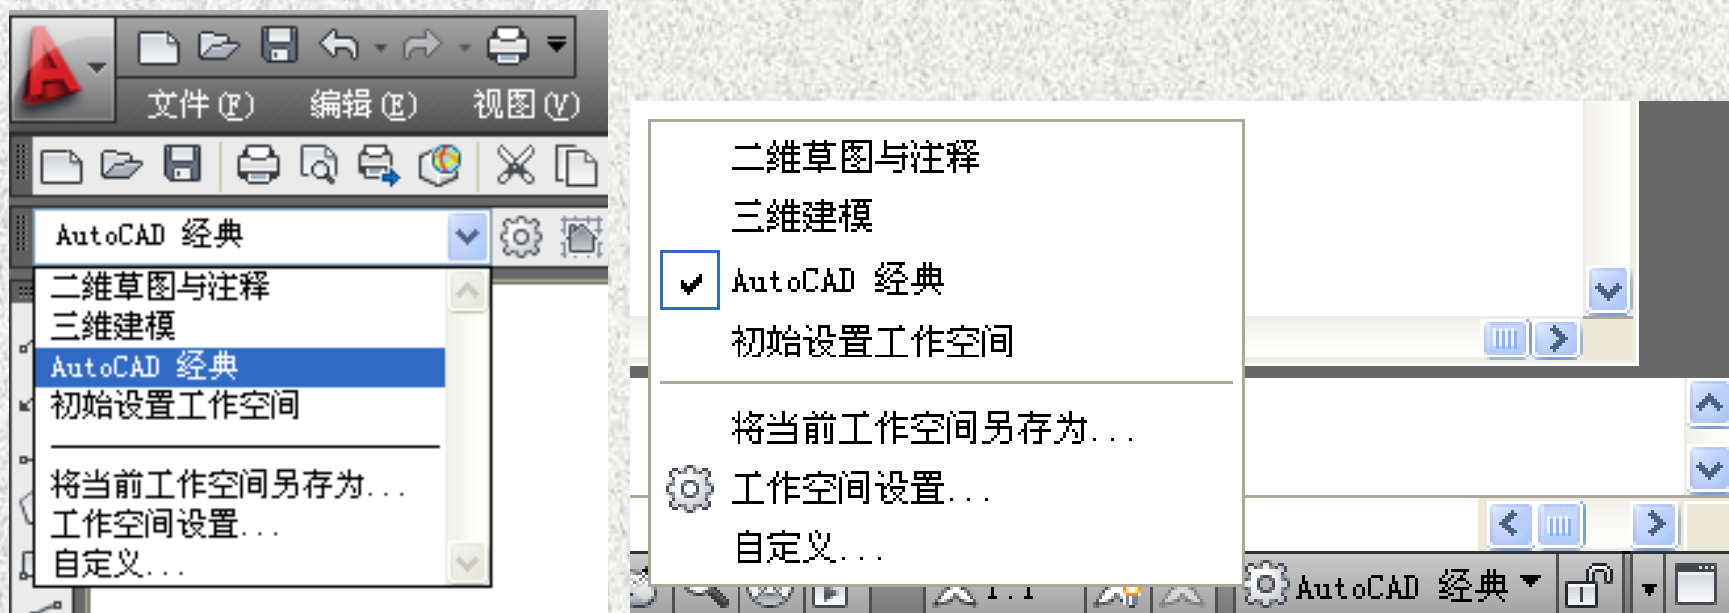 文件(F) 编辑(E) 视图(V)
AutoCAD 经典
二维草图与注释
三维建模
AutoCAD 经典
初始设置工作空间
将当前工作空间另存为...
工作空间设置...
自定义...
二维草图与注释
三维建模
AutoCAD 经典
初始设置工作空间
将当前工作空间另存为...
工作空间设置...
自定义...
1:1
AutoCAD 经典